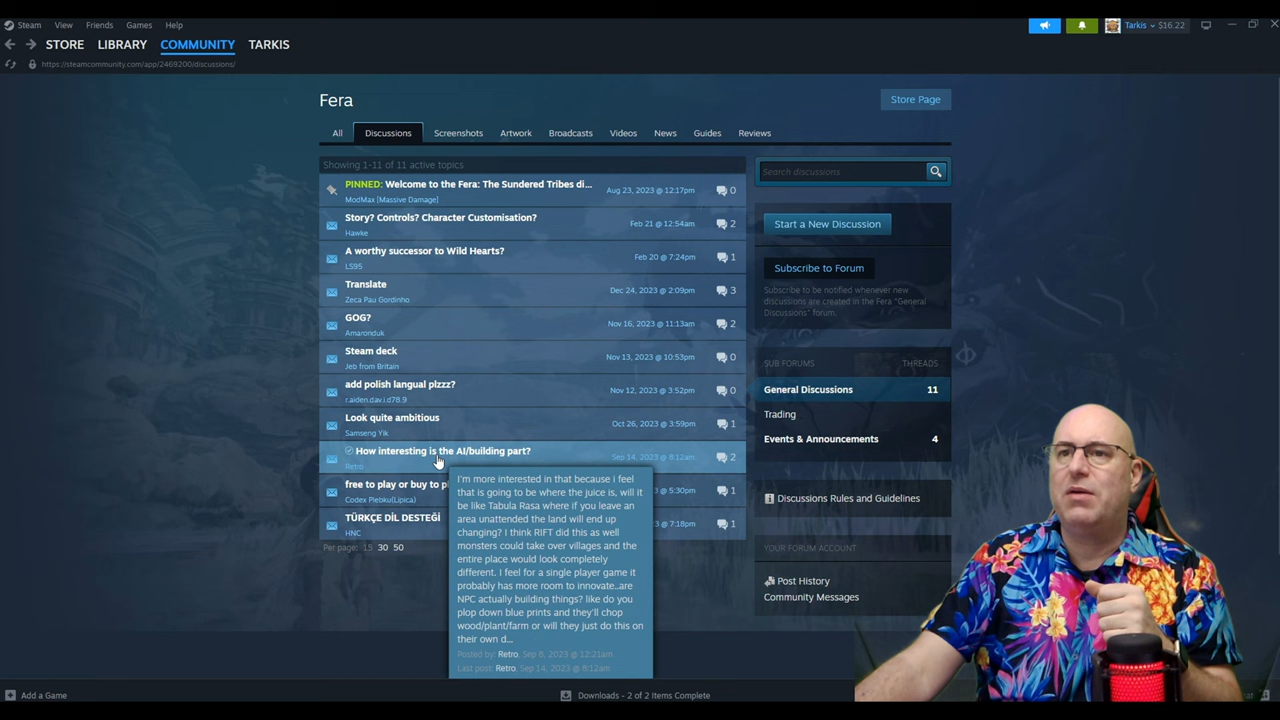 Steam View Friends Games Help
Tarkis $16.22
STORE LIBRARY COMMUNITY TARKIS
https://steamcommunity.com/app/2469200/discussions/
Fera
Store Page
All Discussions Screenshots Artwork Broadcasts Videos News Guides Reviews
Showing 1-11 of 11 active topics
PINNED: Welcome to the Fera: The Sundered Tribes di...
Aug 23, 2023 @ 12:17pm
0
ModMax [Massive Damage]
Story? Controls? Character Customisation?
Feb 21 @ 12:54am
2
Hawke
A worthy successor to Wild Hearts?
Feb 20 @ 7:24pm
1
LS95
Translate
Dec 24, 2023 @ 2:09pm
3
Zeca Pau Gordinho
GOG?
Nov 16, 2023 @ 11:13am
2
Amaronduk
Steam deck
Nov 13, 2023 @ 10:53pm
0
Jeb from Britain
add polish langual plzzz?
Nov 12, 2023 @ 3:52pm
0
r.aiden.dav.i.d78.9
Look quite ambitious
Oct 26, 2023 @ 3:59pm
1
Samseng Yik
How interesting is the AI/building part?
Sep 14, 2023 @ 8:12am
2
Retro
free to play or buy to pl
3 @ 5:30pm
1
Codex Plebku(Lipica)
TÜRKÇE DİL DESTEĞİ
3 @ 7:18pm
1
HNC
Per page: 15 30 50
I'm more interested in that because i feel
that is going to be where the juice is, will it
be like Tabula Rasa where if you leave an
area unattended the land will end up
changing? i think RIFT did this as well
monsters could take over villages and the
entire place would look completely
different. I feel for a single player game it
probably has more room to innovate..are
NPC actually building things? like do you
plop down blue prints and they'll chop
wood/plant/farm or will they just do this on
their own d...
Posted by: Retro, Sep 8, 2023 @ 12:21am
Last post: Retro, Sep 14, 2023 @ 8:12am
Search discussions
Start a New Discussion
Subscribe to Forum
Subscribe to be notified whenever new
discussions are created in the Fera "General
Discussions" forum.
SUB FORUMS THREADS
General Discussions 11
Trading
Events & Announcements 4
Discussions Rules and Guidelines
YOUR FORUM ACCOUNT
Post History
Community Messages
Add a Game
Downloads - 2 of 2 Items Complete